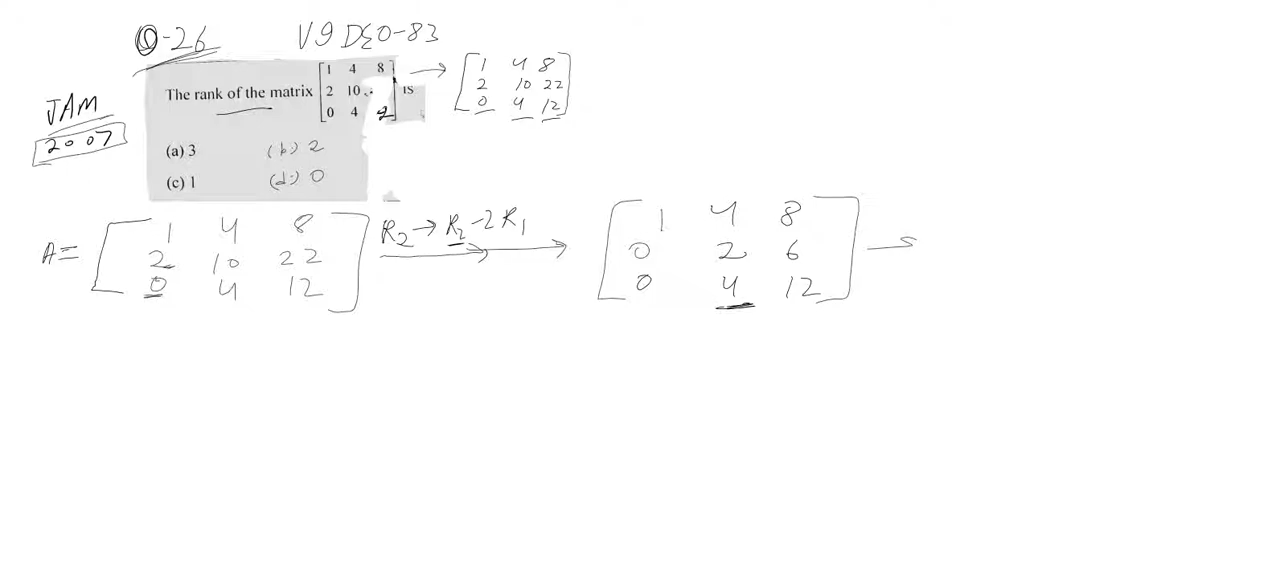 Q-26 V9 DEO-83
JAM
2007
The rank of the matrix [1 4 8
2 10
0 4 2] is → [1 4 8
2 10 22
0 4 12]
(a) 3 (b) 2
(c) 1 (d) 0
A = [1 4 8
2 10 22
0 4 12] R2 → R2 - 2R1 [1 4 8
0 2 6
0 4 12]